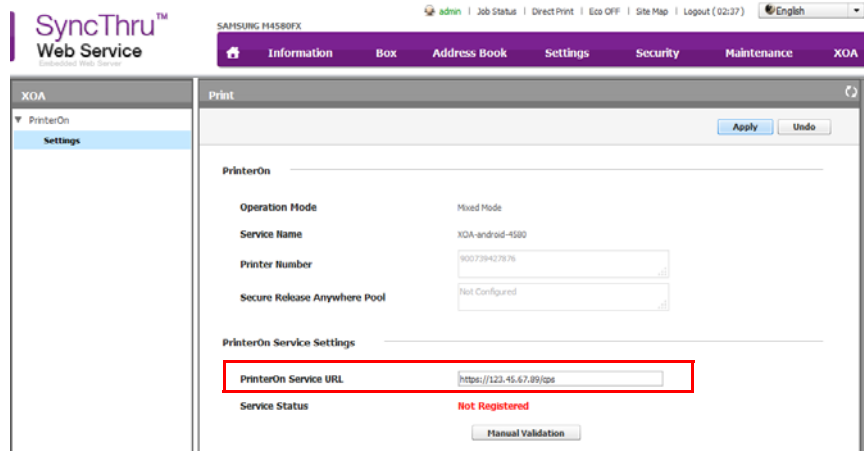 SyncThru™
Web Service
Embedded Web Server
SAMSUNG M4580FX
admin | Job Status | Direct Print | Eco OFF | Site Map | Logout ( 02:37 ) English
Information Box Address Book Settings Security Maintenance XOA
XOA
PrinterOn
Settings
Print
Apply Undo
PrinterOn
Operation Mode Mixed Mode
Service Name XOA-android-4580
Printer Number 900739427876
Secure Release Anywhere Pool Not Configured
PrinterOn Service Settings
PrinterOn Service URL https://123.45.67.89/cps
Service Status Not Registered
Manual Validation